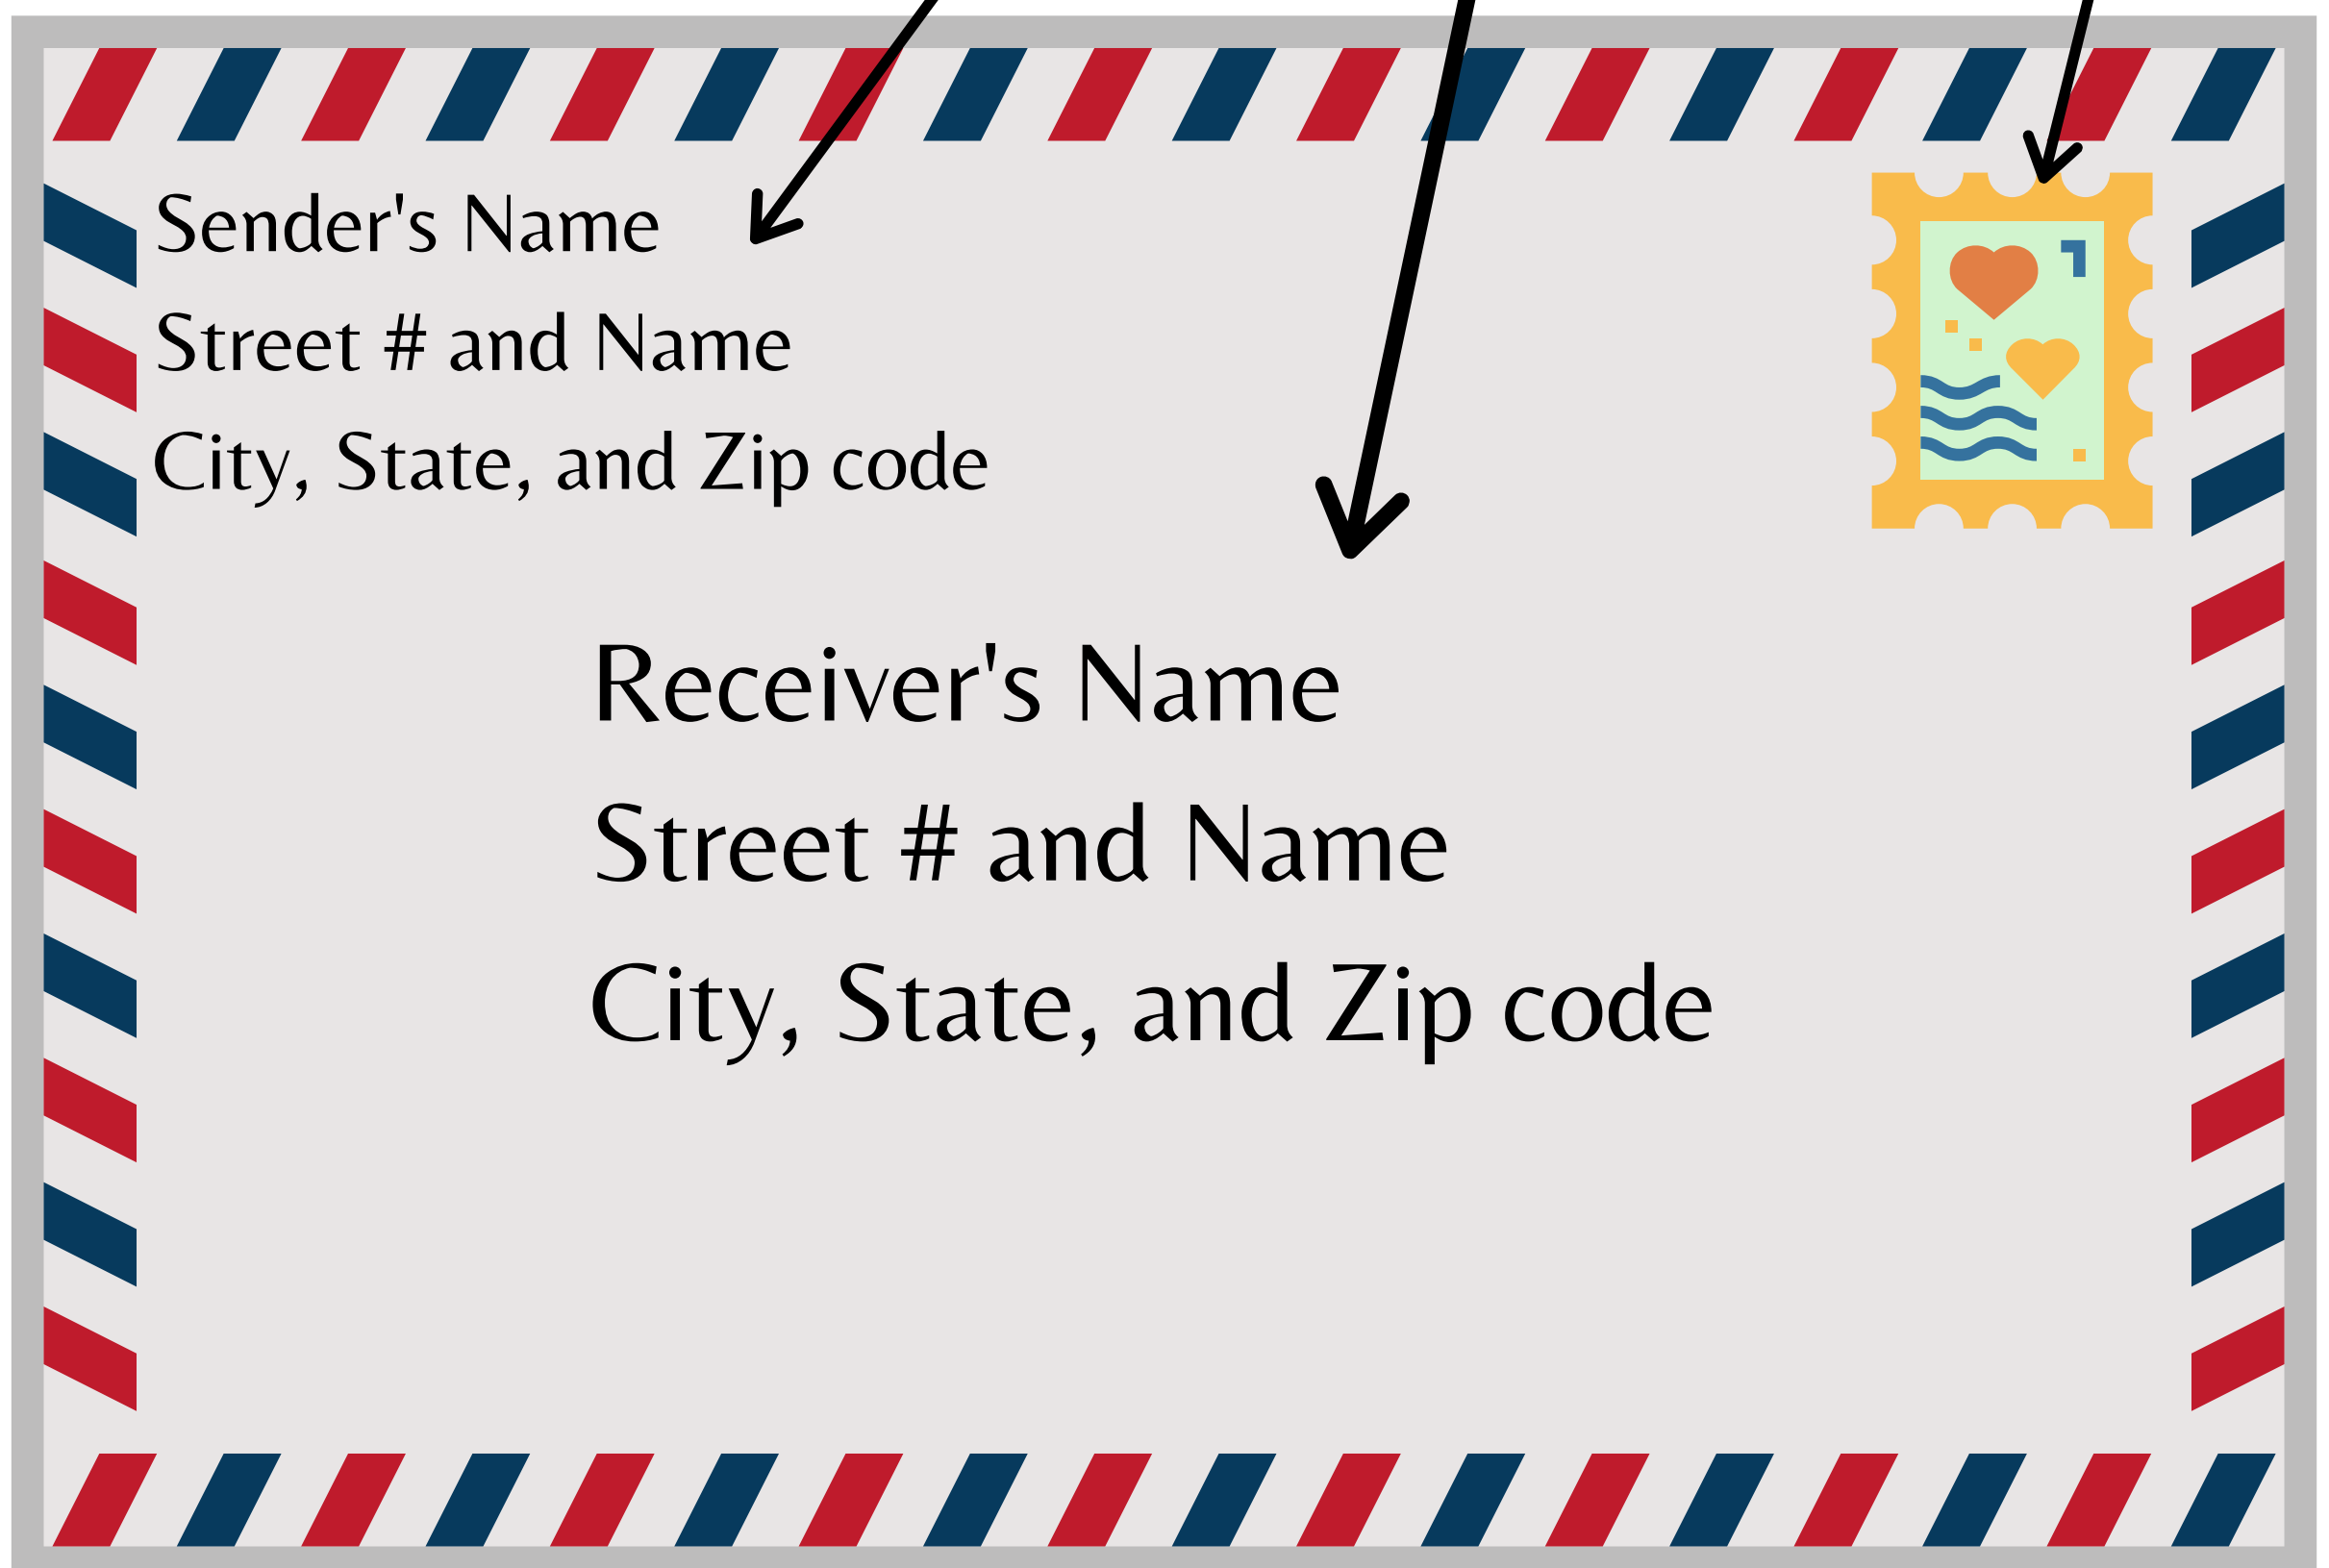 Sender's Name
Street # and Name
City, State, and Zip code
Receiver's Name
Street # and Name
City, State, and Zip code